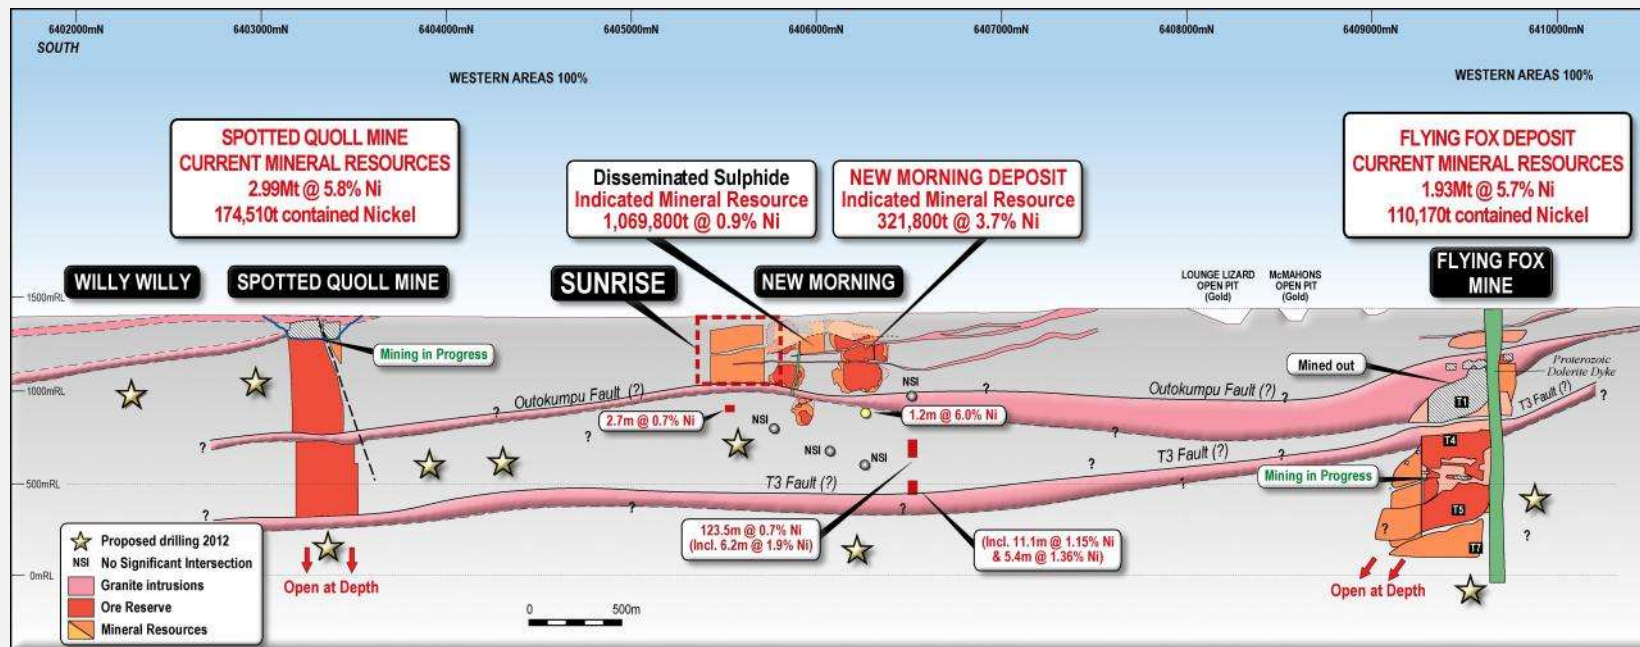 6402000mN
6403000mN
6404000mN
6405000mN
6406000mN
6407000mN
6408000mN
6409000mN
6410000mN
SOUTH
WESTERN AREAS 100%
WESTERN AREAS 100%
SPOTTED QUOLL MINE
CURRENT MINERAL RESOURCES
2.99Mt @ 5.8% Ni
174,510t contained Nickel
Disseminated Sulphide
Indicated Mineral Resource
1,069,800t @ 0.9% Ni
NEW MORNING DEPOSIT
Indicated Mineral Resource
321,800t @ 3.7% Ni
FLYING FOX DEPOSIT
CURRENT MINERAL RESOURCES
1.93Mt @ 5.7% Ni
110,170t contained Nickel
WILLY WILLY
SPOTTED QUOLL MINE
SUNRISE
NEW MORNING
LOUNGE LIZARD
OPEN PIT
(Gold)
McMAHONS
OPEN PIT
(Gold)
FLYING FOX
MINE
1500mRL
Mining in Progress
Mined out
Proterozoic
Dolerite Dyke
1000mRL
Outokumpu Fault (?)
NSI
?
Outokumpu Fault (?)
?
T1
T3 Fault (?)
?
?
2.7m @ 0.7% Ni
NSI
1.2m @ 6.0% Ni
?
?
?
T4
NSI
NSI
?
T3 Fault (?)
?
500mRL
T3 Fault (?)
?
Mining in Progress
?
?
?
?
T5
?
?
T7
123.5m @ 0.7% Ni
(Incl. 6.2m @ 1.9% Ni)
(Incl. 11.1m @ 1.15% Ni
& 5.4m @ 1.36% Ni)
0mRL
Open at Depth
Open at Depth
Proposed drilling 2012
NSI No Significant Intersection
Granite intrusions
Ore Reserve
Mineral Resources
0 500m